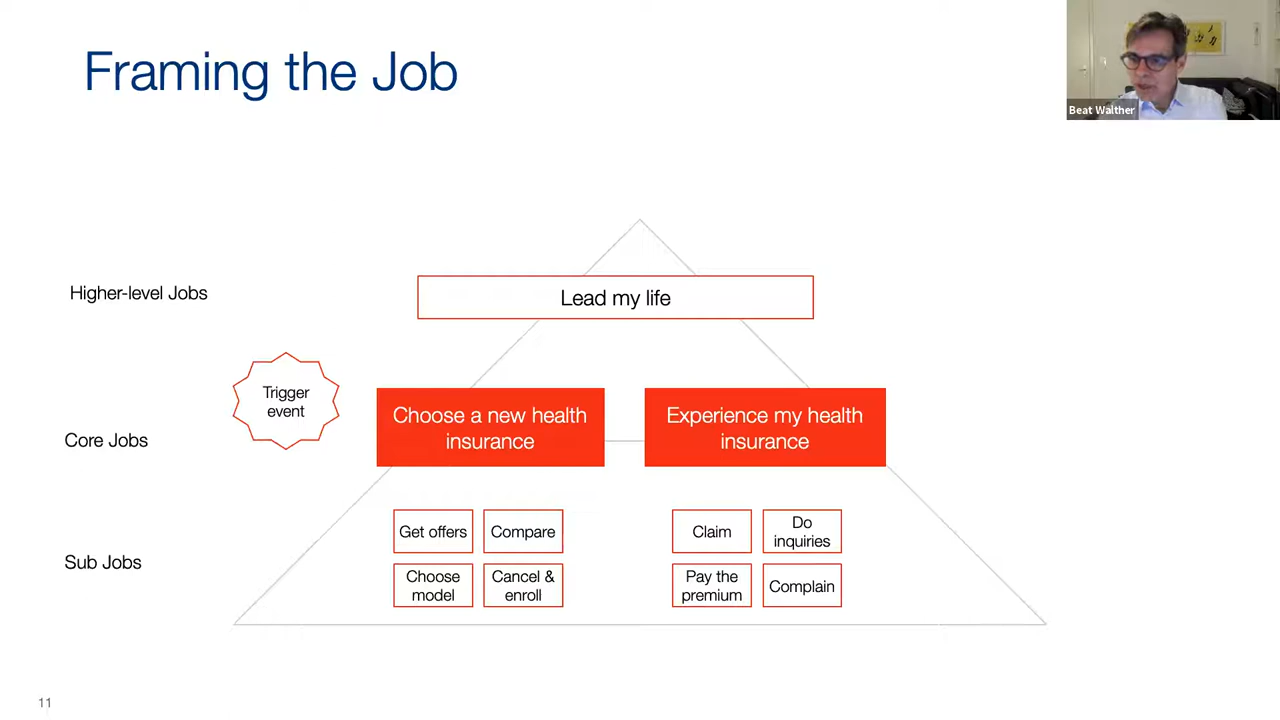 Framing the Job
Beat Walther
Higher-level Jobs
Lead my life
Trigger
event
Core Jobs
Choose a new health
insurance
Experience my health
insurance
Sub Jobs
Get offers
Compare
Claim
Do
inquiries
Choose
model
Cancel &
enroll
Pay the
premium
Complain
11